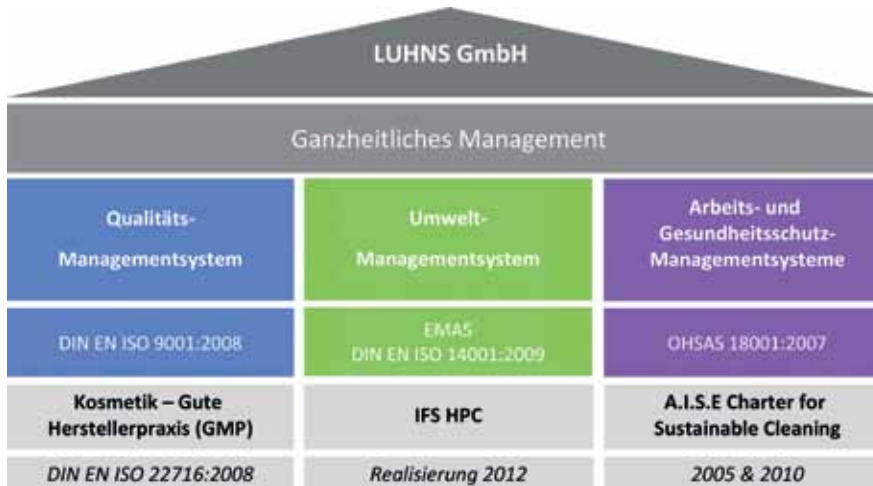 LUHNS GmbH
Ganzheitliches Management
Qualitäts-
Managementsystem
Umwelt-
Managementsystem
Arbeits- und
Gesundheitsschutz-
Managementsysteme
DIN EN ISO 9001:2008
EMAS
DIN EN ISO 14001:2009
OHSAS 18001:2007
Kosmetik – Gute
Herstellerpraxis (GMP)
IFS HPC
A.I.S.E Charter for
Sustainable Cleaning
DIN EN ISO 22716:2008
Realisierung 2012
2005 & 2010